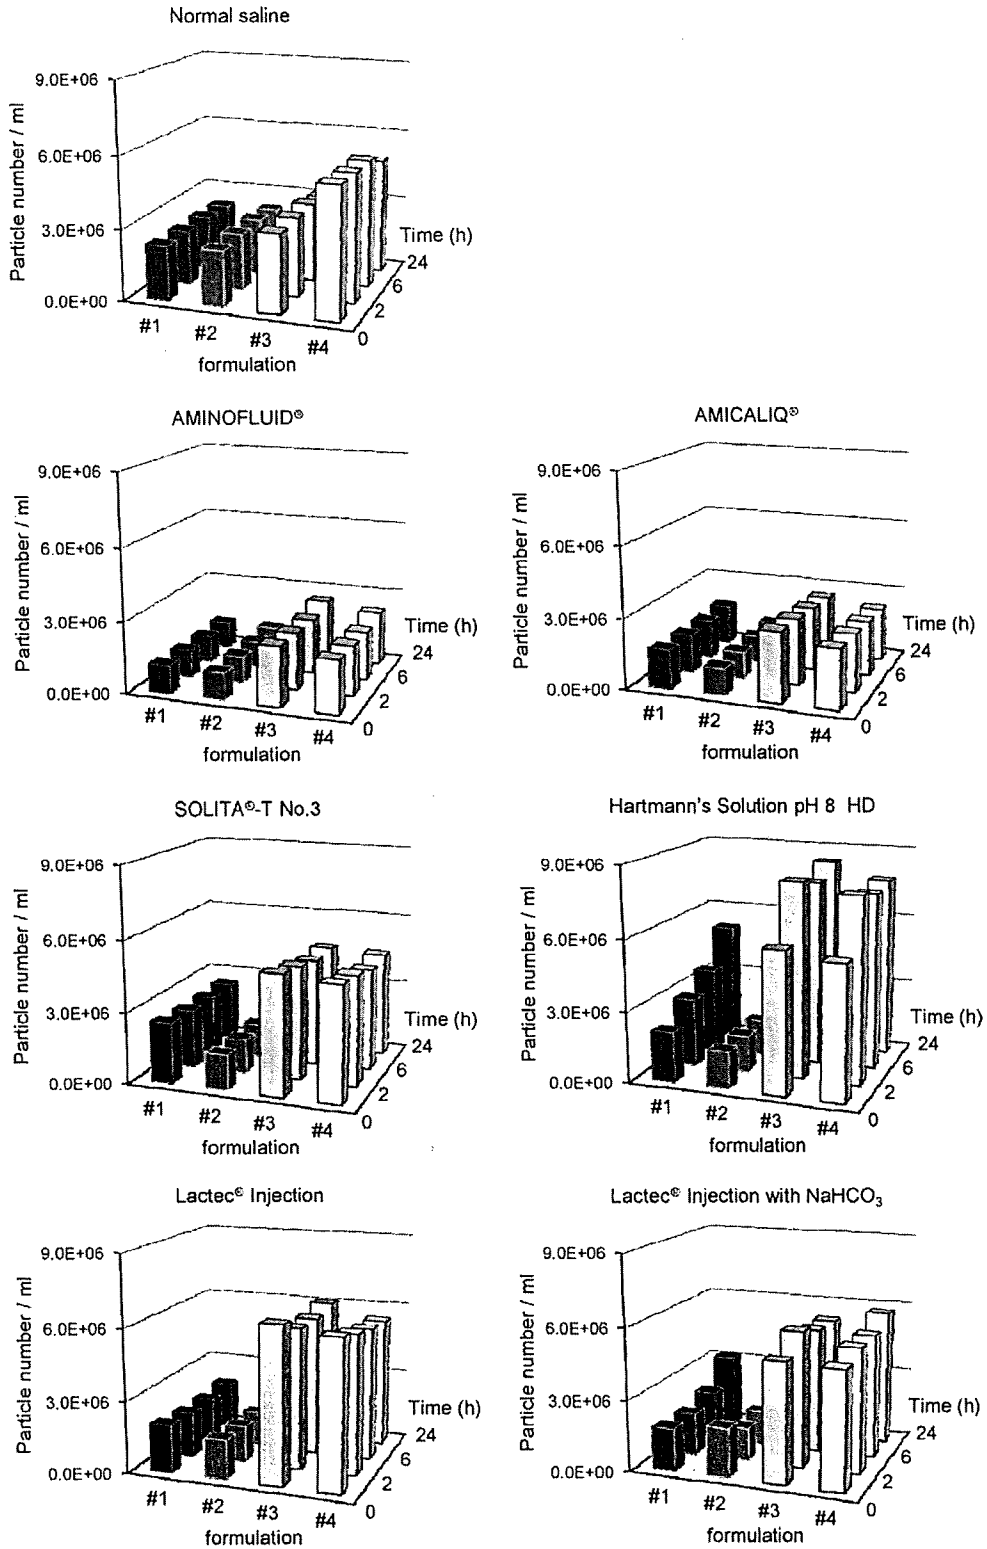 Normal saline
Particle number / ml
9.0E+06
6.0E+06
3.0E+06
0.0E+00
#1
#2
#3
#4
formulation
Time (h)
24
6
2
0
AMINOFLUID®
Particle number / ml
9.0E+06
6.0E+06
3.0E+06
0.0E+00
#1
#2
#3
#4
formulation
Time (h)
24
6
2
0
AMICALIQ®
Particle number / ml
9.0E+06
6.0E+06
3.0E+06
0.0E+00
#1
#2
#3
#4
formulation
Time (h)
24
6
2
0
SOLITA®-T No.3
Particle number / ml
9.0E+06
6.0E+06
3.0E+06
0.0E+00
#1
#2
#3
#4
formulation
Time (h)
24
6
2
0
Hartmann's Solution pH 8 HD
Particle number / ml
9.0E+06
6.0E+06
3.0E+06
0.0E+00
#1
#2
#3
#4
formulation
Time (h)
24
6
2
0
Lactec® Injection
Particle number / ml
9.0E+06
6.0E+06
3.0E+06
0.0E+00
#1
#2
#3
#4
formulation
Time (h)
24
6
2
0
Lactec® Injection with NaHCO₃
Particle number / ml
9.0E+06
6.0E+06
3.0E+06
0.0E+00
#1
#2
#3
#4
formulation
Time (h)
24
6
2
0